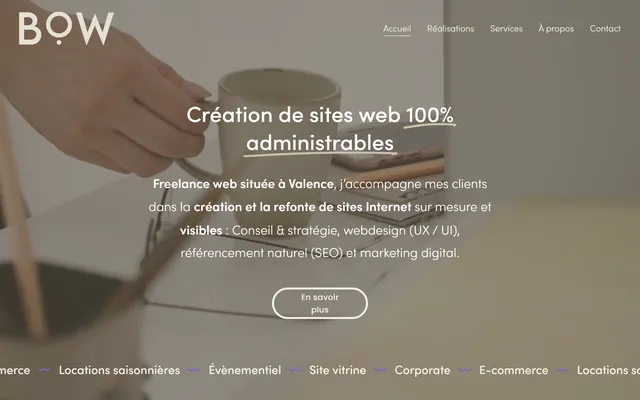 BOW
Accueil Réalisations Services À propos Contact
Création de sites web 100%
administrables
Freelance web située à Valence, j'accompagne mes clients
dans la création et la refonte de sites Internet sur mesure et
visibles : Conseil & stratégie, webdesign (UX / UI),
référencement naturel (SEO) et marketing digital.
En savoir
plus
merce Locations saisonnières Évènementiel Site vitrine Corporate E-commerce Locations sa